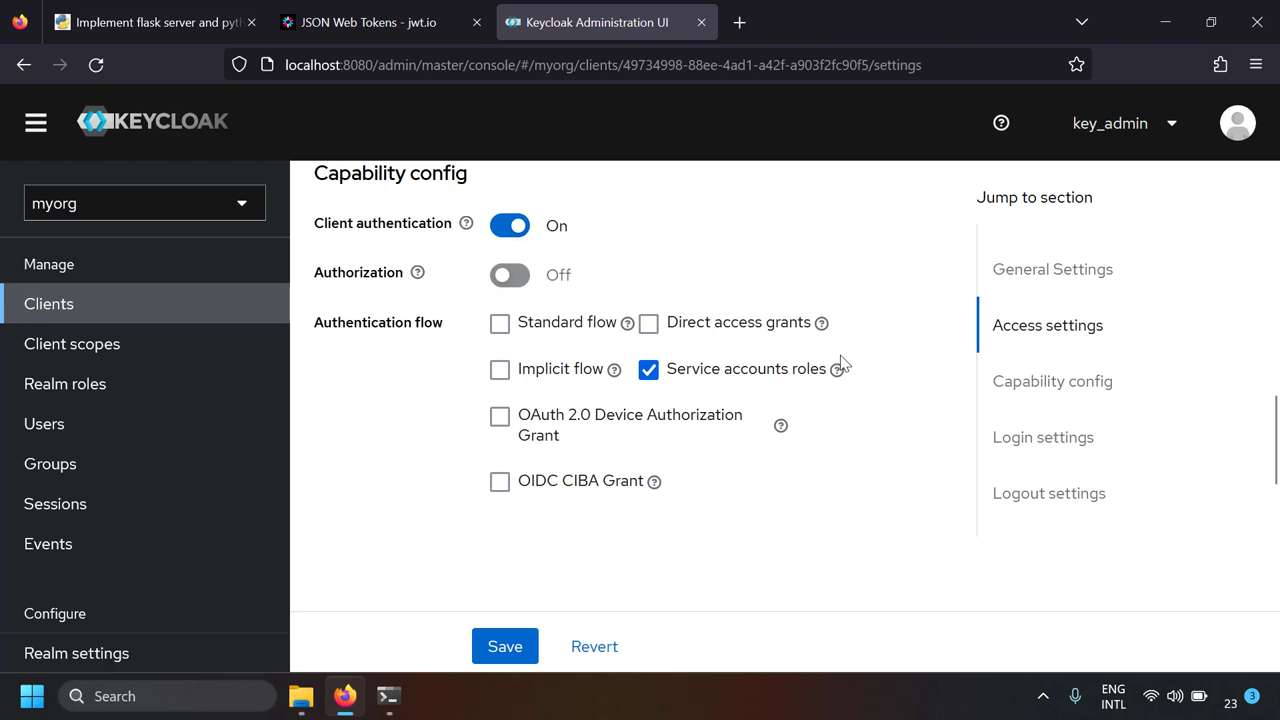 Implement flask server and pyth
JSON Web Tokens - jwt.io
Keycloak Administration UI
localhost:8080/admin/master/console/#/myorg/clients/49734998-88ee-4ad1-a42f-a903f2fc90f5/settings
KEYCLOAK
key_admin
myorg
Manage
Clients
Client scopes
Realm roles
Users
Groups
Sessions
Events
Configure
Realm settings
Capability config
Client authentication
On
Authorization
Off
Authentication flow
Standard flow
Direct access grants
Implicit flow
Service accounts roles
OAuth 2.0 Device Authorization
Grant
OIDC CIBA Grant
Save
Revert
Jump to section
General Settings
Access settings
Capability config
Login settings
Logout settings
Search
ENG
INTL
23
3